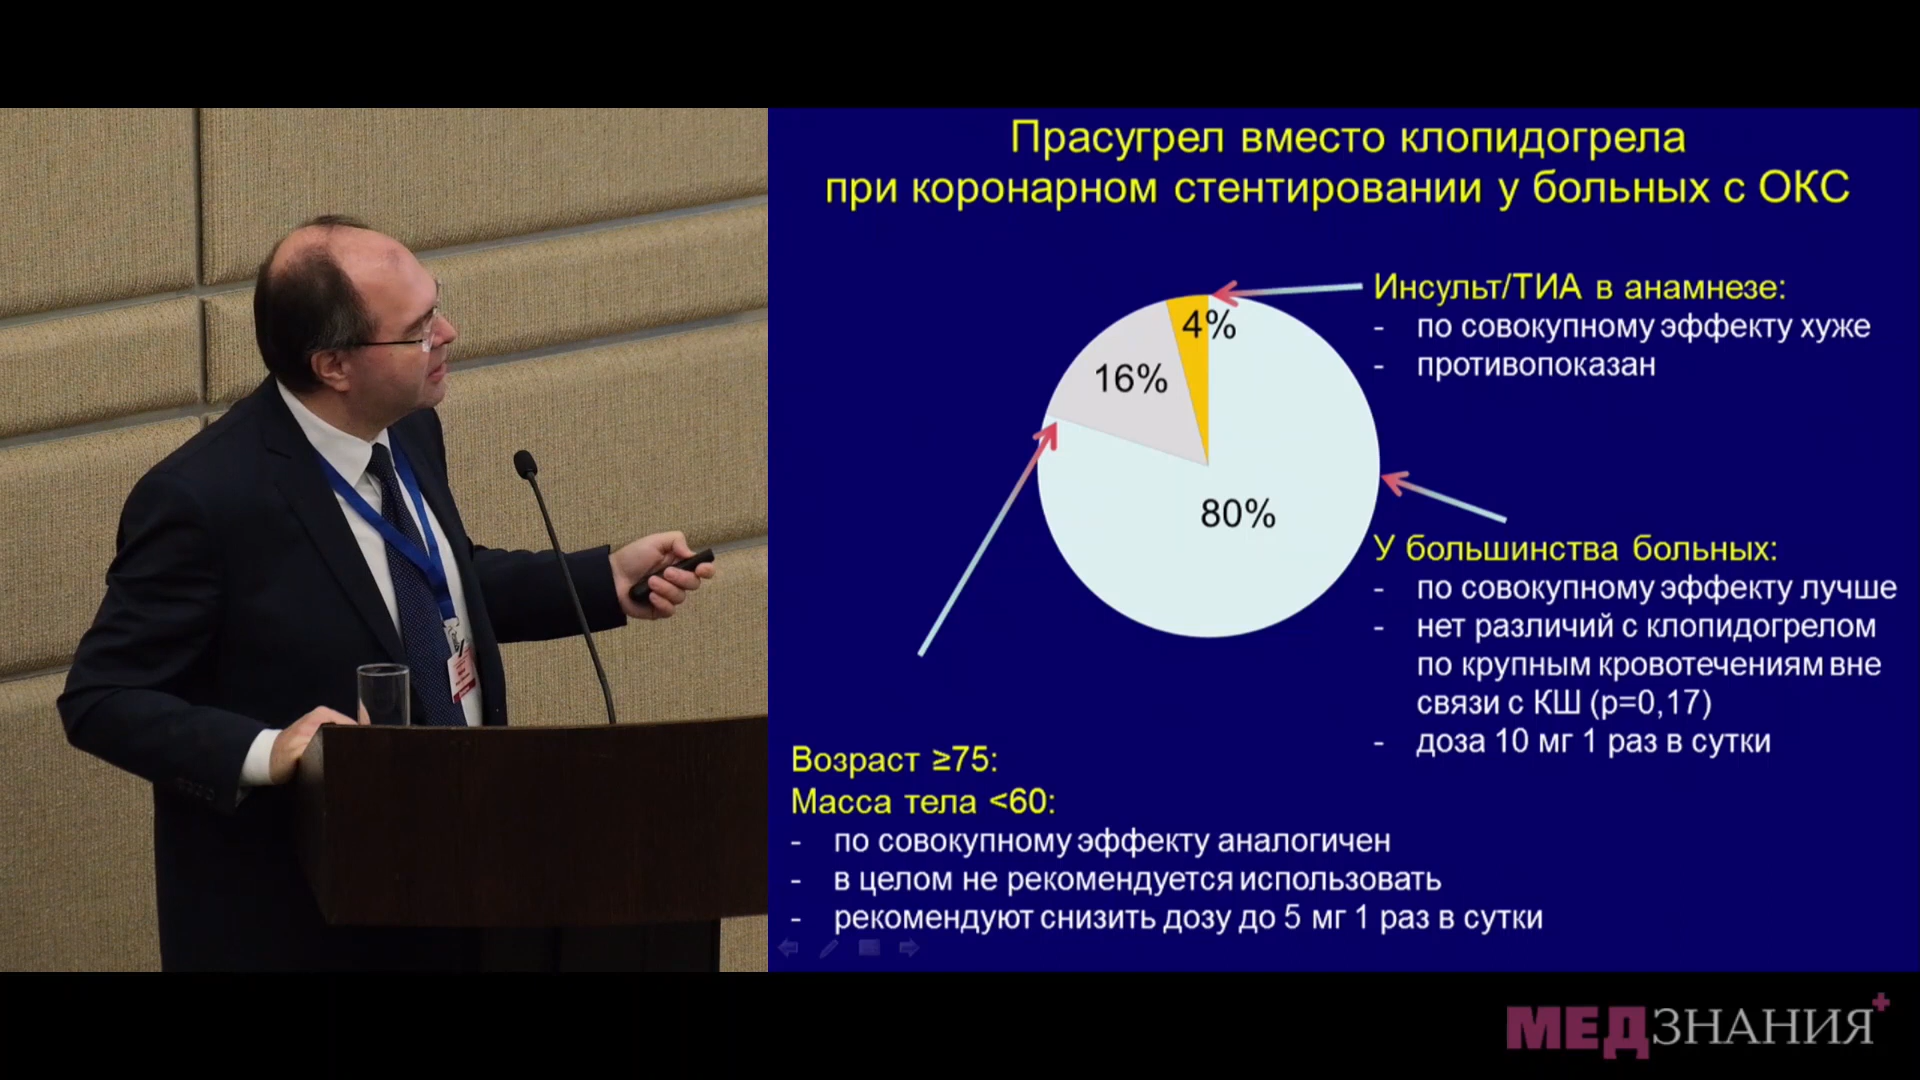 Прасугрел вместо клопидогрела
при коронарном стентировании у больных с ОКС
4%
16%
80%
Инсульт/ТИА в анамнезе:
- по совокупному эффекту хуже
- противопоказан
У большинства больных:
- по совокупному эффекту лучше
- нет различий с клопидогрелом
по крупным кровотечениям вне
связи с КШ (p=0,17)
- доза 10 мг 1 раз в сутки
Возраст ≥75:
Масса тела <60:
- по совокупному эффекту аналогичен
- в целом не рекомендуется использовать
- рекомендуют снизить дозу до 5 мг 1 раз в сутки
МЕДЗНАНИЯ+